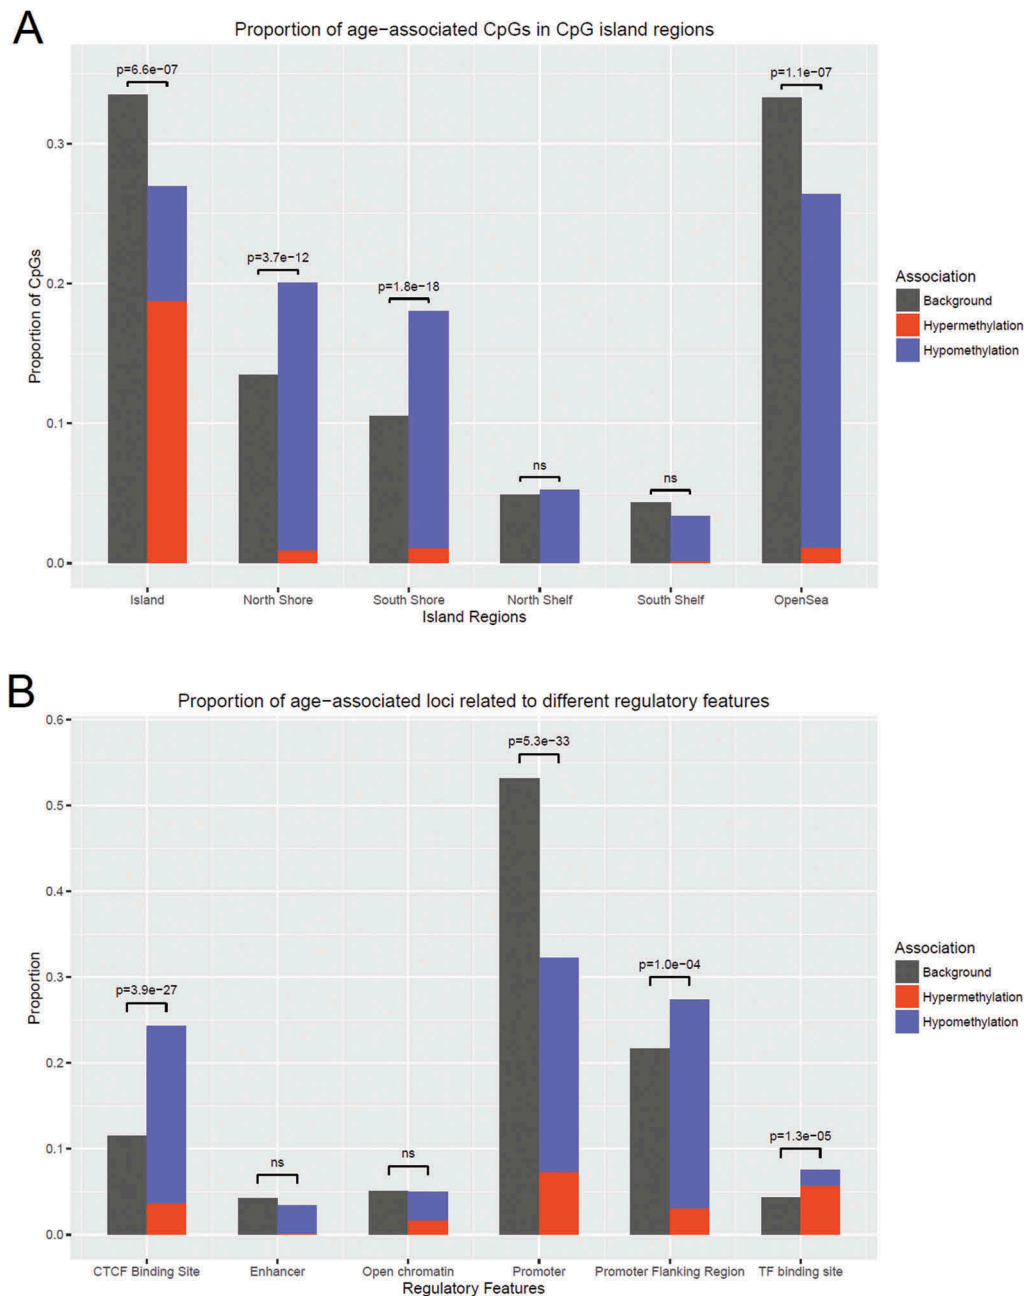 A
Proportion of age−associated CpGs in CpG island regions
p=6.6e−07
p=1.1e−07
0.3
p=3.7e−12
p=1.8e−18
0.2
Proportion of CpGs
Association
Background
Hypermethylation
Hypomethylation
0.1
ns
ns
0.0
Island
North Shore
South Shore
North Shelf
South Shelf
OpenSea
Island Regions
B
Proportion of age−associated loci related to different regulatory features
0.6
p=5.3e−33
0.5
0.4
p=1.0e−04
0.3
p=3.9e−27
Proportion
Association
Background
Hypermethylation
Hypomethylation
0.2
p=1.3e−05
0.1
ns
ns
0.0
CTCF Binding Site
Enhancer
Open chromatin
Promoter
Promoter Flanking Region
TF binding site
Regulatory Features